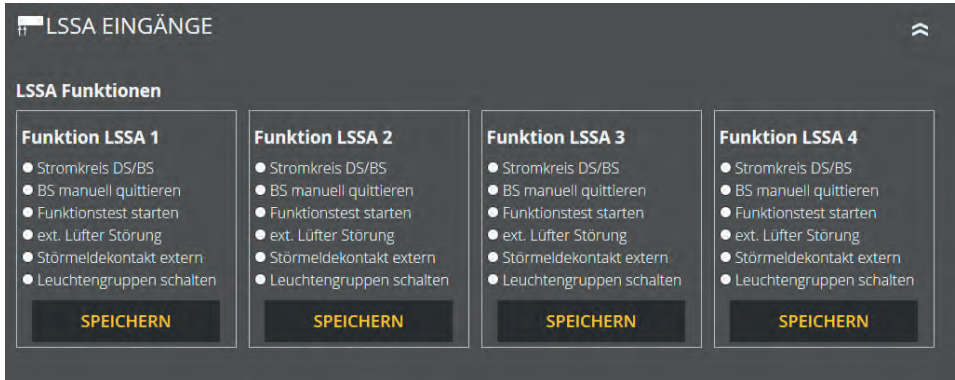 LSSA EINGÄNGE
LSSA Funktionen
Funktion LSSA 1
Stromkreis DS/BS
BS manuell quittieren
Funktionstest starten
ext. Lüfter Störung
Störmeldekontakt extern
Leuchtengruppen schalten
SPEICHERN
Funktion LSSA 2
Stromkreis DS/BS
BS manuell quittieren
Funktionstest starten
ext. Lüfter Störung
Störmeldekontakt extern
Leuchtengruppen schalten
SPEICHERN
Funktion LSSA 3
Stromkreis DS/BS
BS manuell quittieren
Funktionstest starten
ext. Lüfter Störung
Störmeldekontakt extern
Leuchtengruppen schalten
SPEICHERN
Funktion LSSA 4
Stromkreis DS/BS
BS manuell quittieren
Funktionstest starten
ext. Lüfter Störung
Störmeldekontakt extern
Leuchtengruppen schalten
SPEICHERN